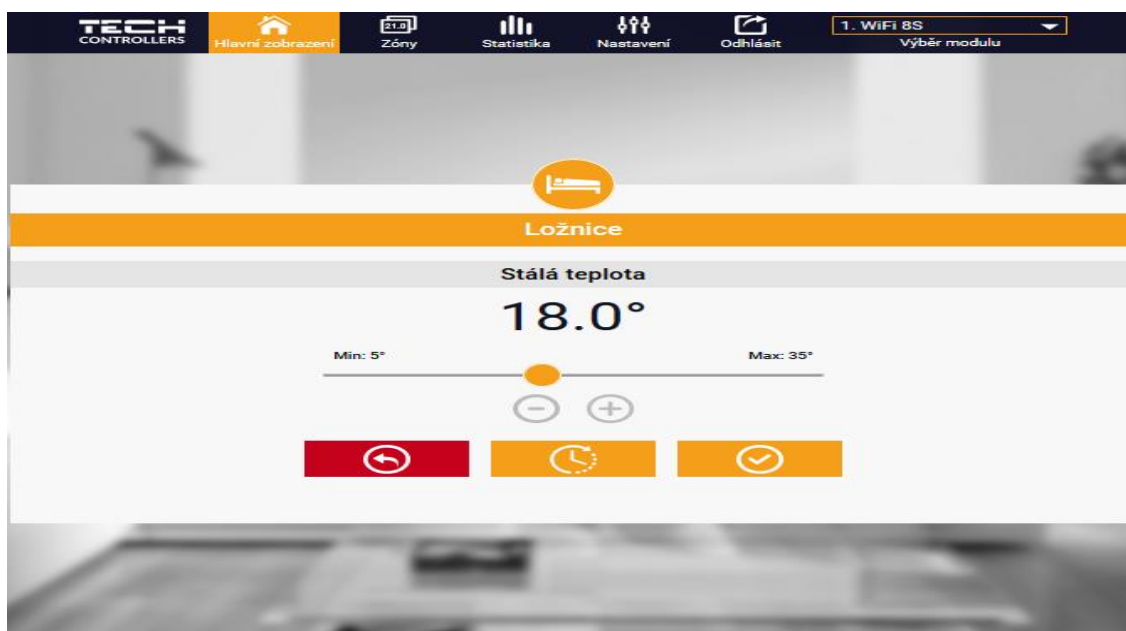 TECH
CONTROLLERS
Hlavní zobrazení
21.0
Zóny
Statistika
Nastavení
Odhlásit
1. WiFi 8S
Výběr modulu
Ložnice
Stálá teplota
18.0°
Min: 5°
Max: 35°